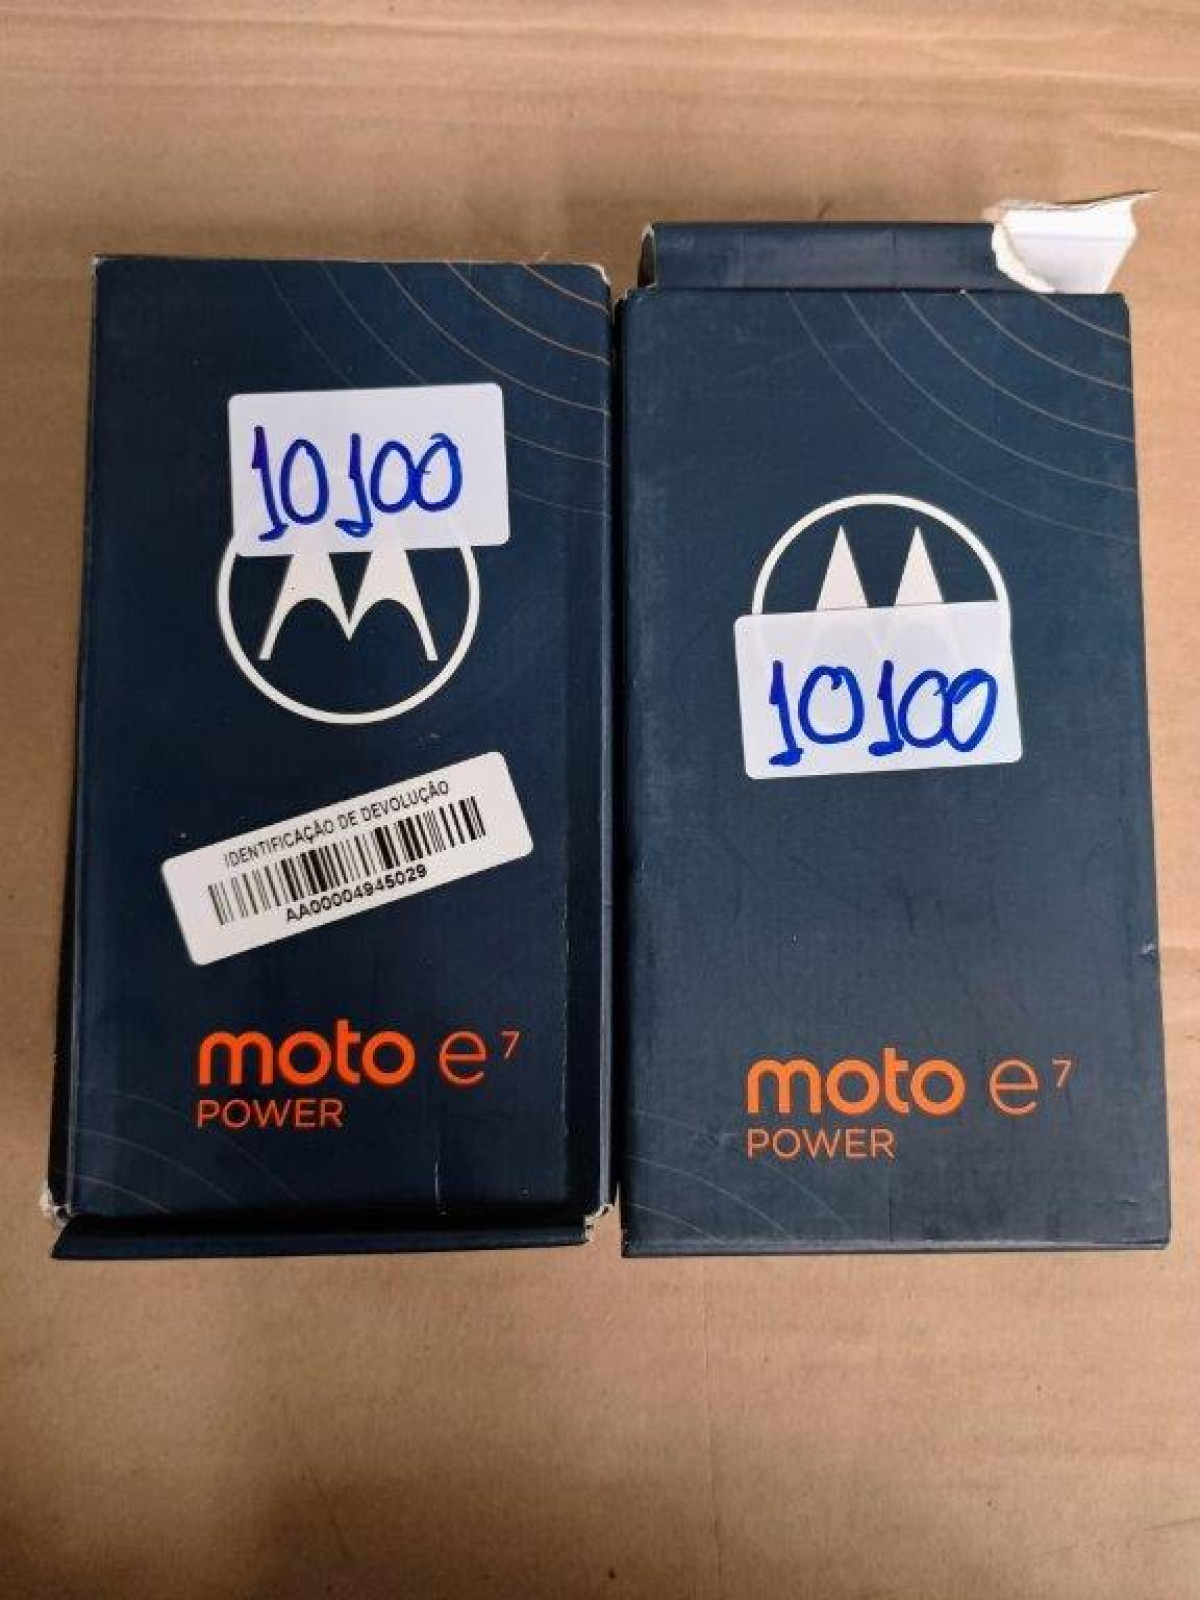 10100
IDENTIFICAÇÃO DE DEVOLUÇÃO
AA00004945029
moto e7
POWER
10100
moto e7
POWER